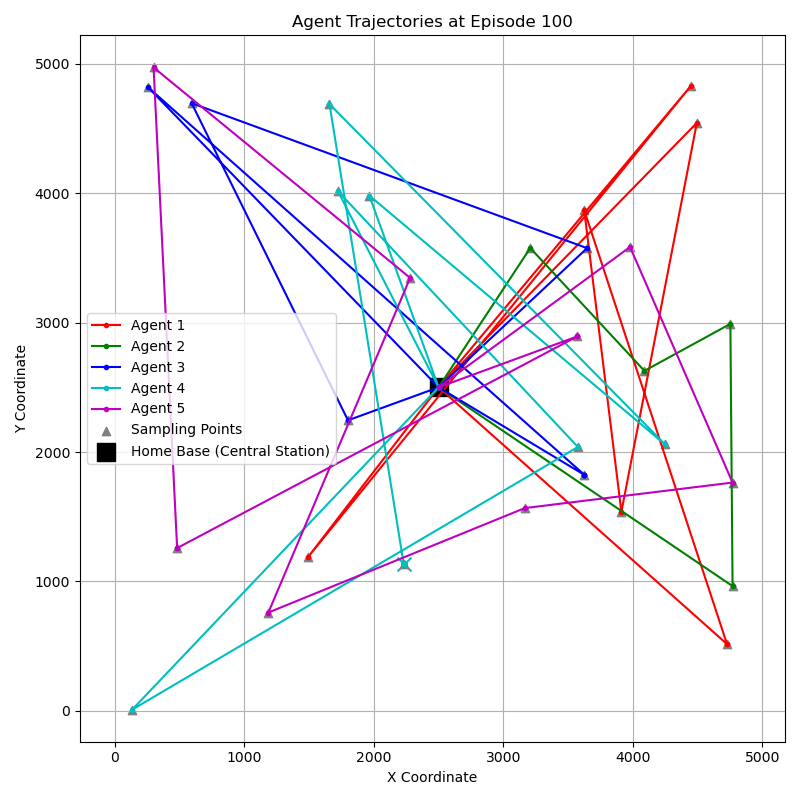 Agent Trajectories at Episode 100
Y Coordinate
5000
4000
3000
2000
1000
0
Agent 1
Agent 2
Agent 3
Agent 4
Agent 5
Sampling Points
Home Base (Central Station)
0 1000 2000 3000 4000 5000
X Coordinate